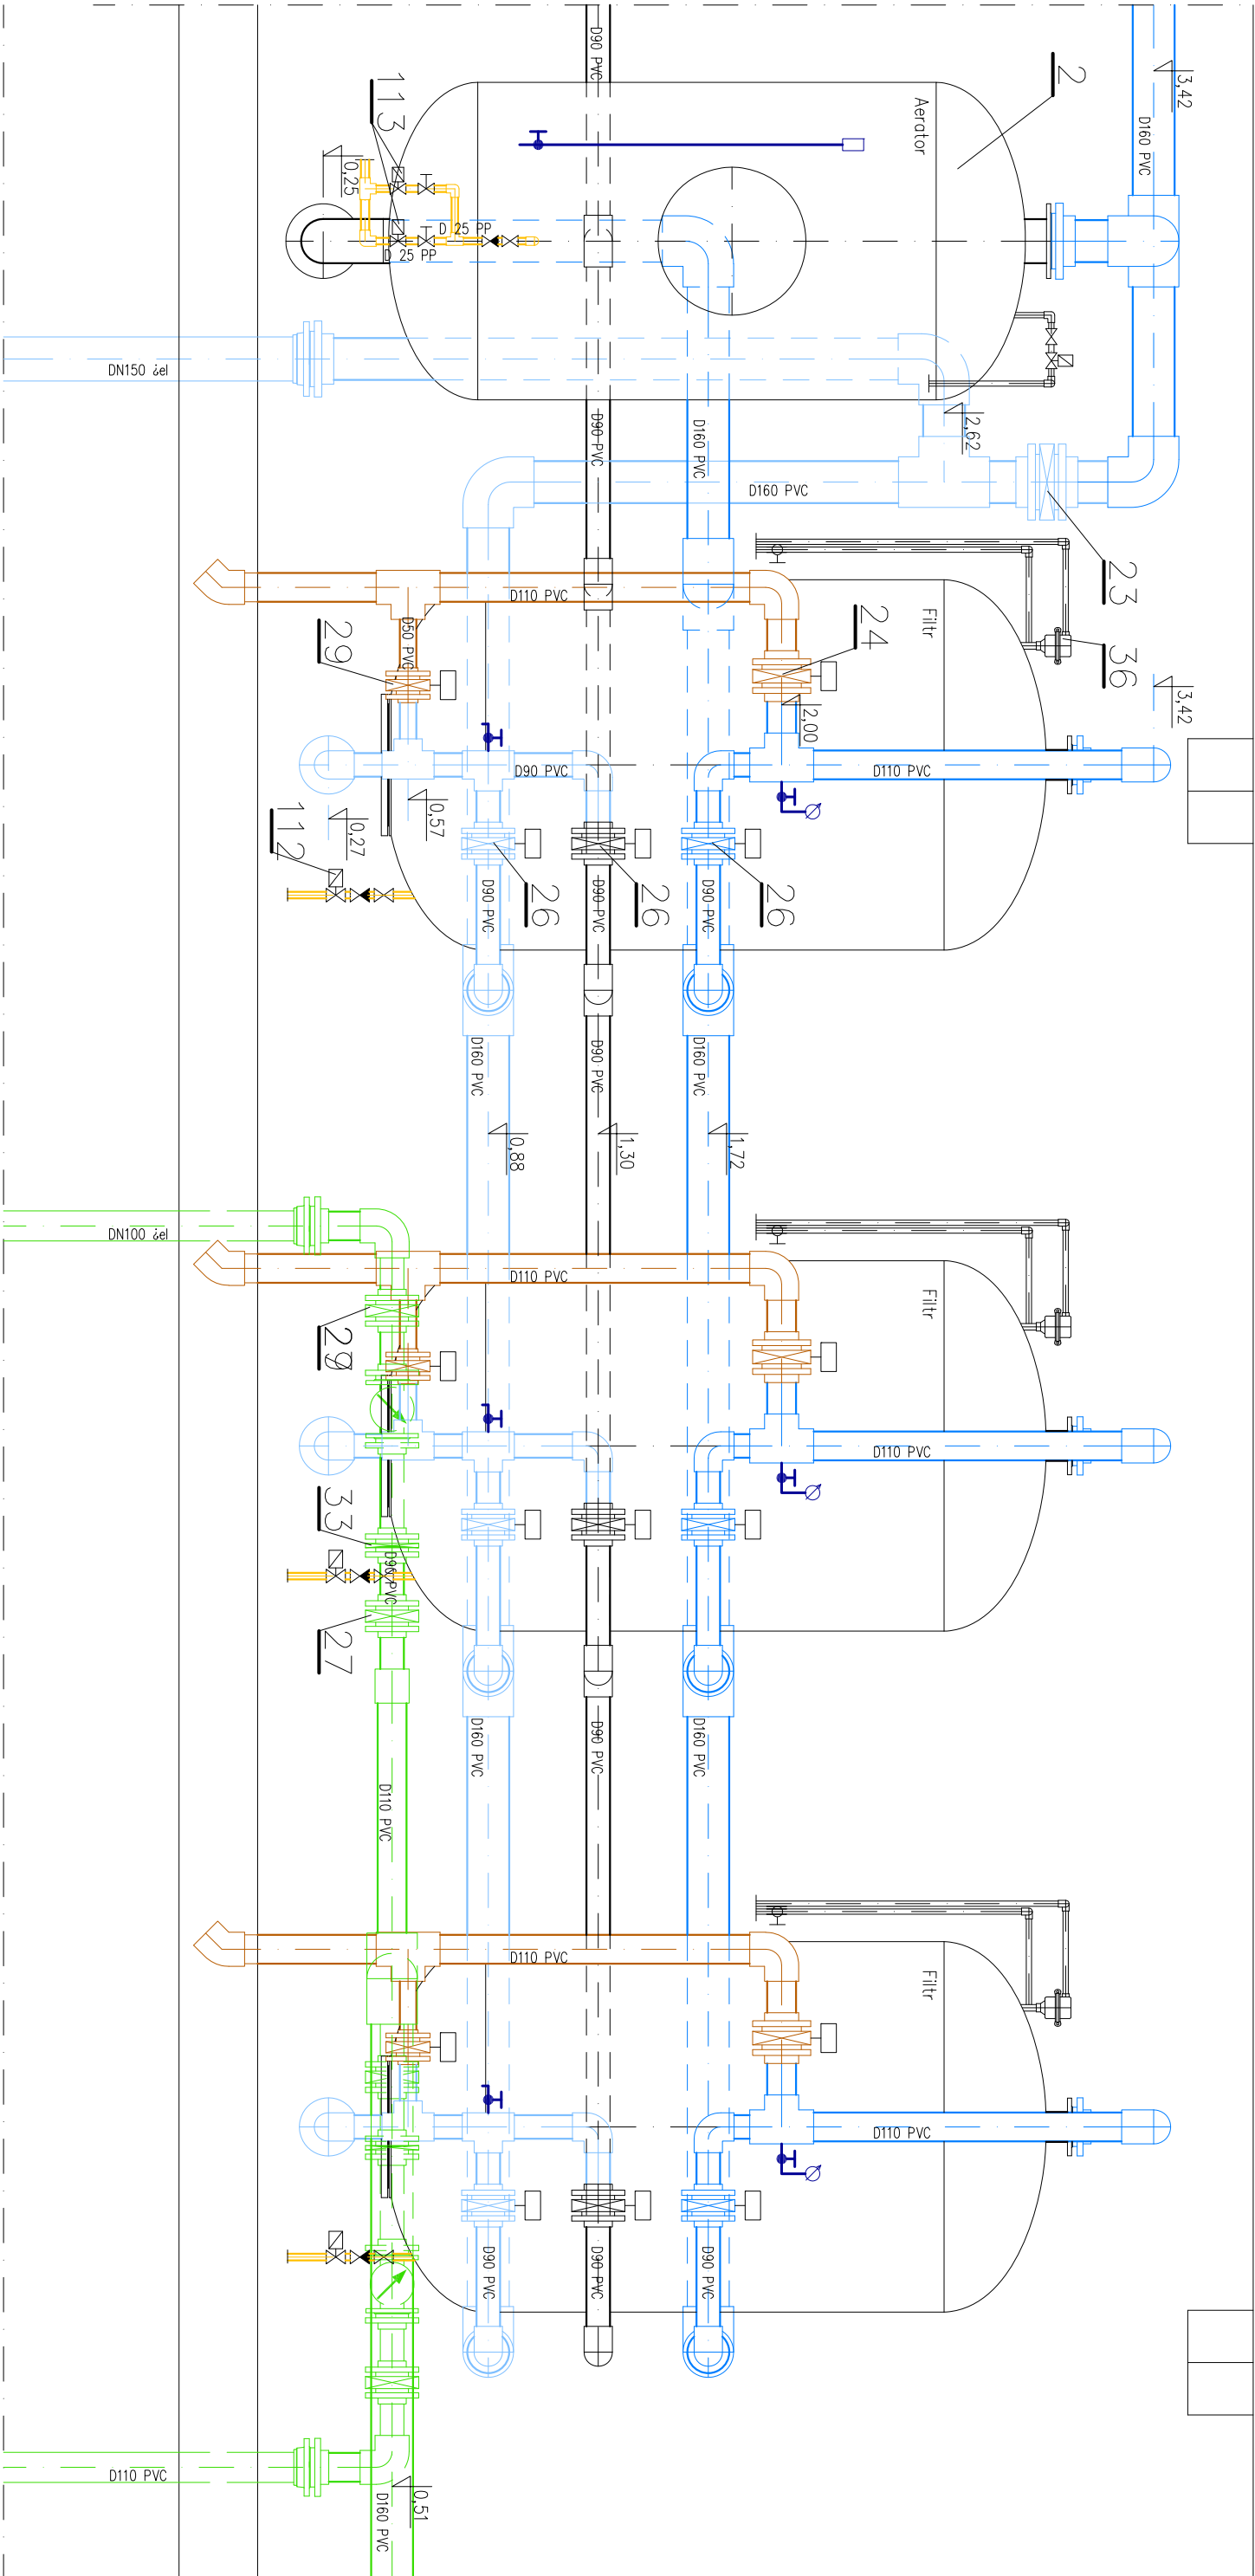 D90 PVC
3,42
2
Aerator
D160 PVC
113
0,25
D 25 PP
D 25 PP
DN150 żel
D90 PVC
D160 PVC
2,62
D160 PVC
23
36
24
Filtr
D110 PVC
D50 PVC
29
3,42
2,00
D90 PVC
D110 PVC
0,57
0,27
112
26
26
26
D90 PVC
D90 PVC
D90 PVC
D160 PVC
D90 PVC
D160 PVC
0,88
1,30
1,72
DN100 żel
D110 PVC
Filtr
29
D110 PVC
33
D90 PVC
27
D160 PVC
D90 PVC
D160 PVC
D110 PVC
D110 PVC
Filtr
D110 PVC
D90 PVC
D90 PVC
D90 PVC
D110 PVC
0,51
D160 PVC